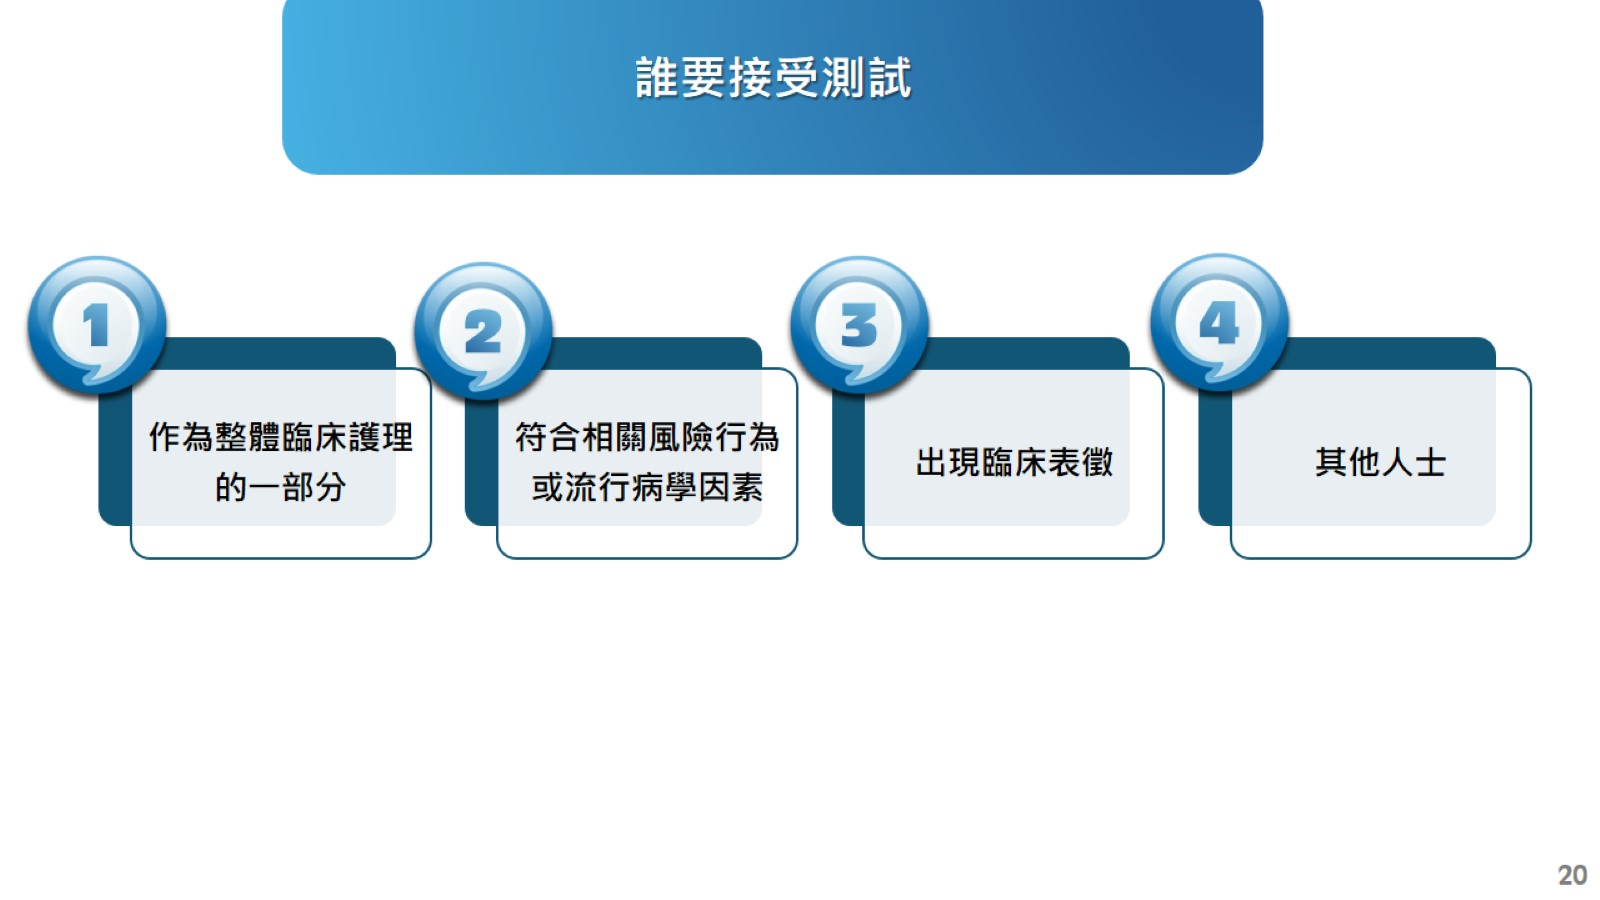 誰要接受測試
1
作為整體臨床護理
的一部分
2
符合相關風險行為
或流行病學因素
3
出現臨床表徵
4
其他人士
20